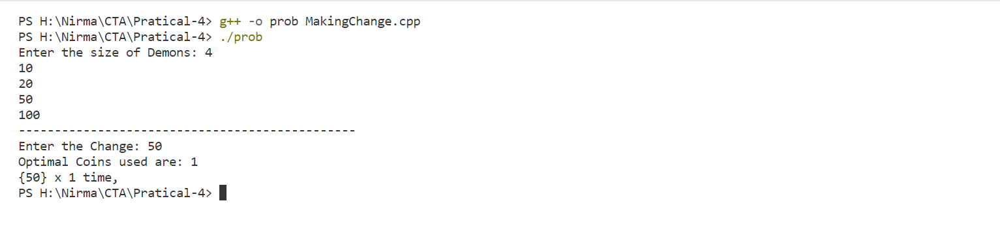 PS H:\Nirma\CTA\Pratical-4> g++ -o prob MakingChange.cpp
PS H:\Nirma\CTA\Pratical-4> ./prob
Enter the size of Demons: 4
10
20
50
100
-----------------------------------------------
Enter the Change: 50
Optimal Coins used are: 1
{50} x 1 time,
PS H:\Nirma\CTA\Pratical-4>